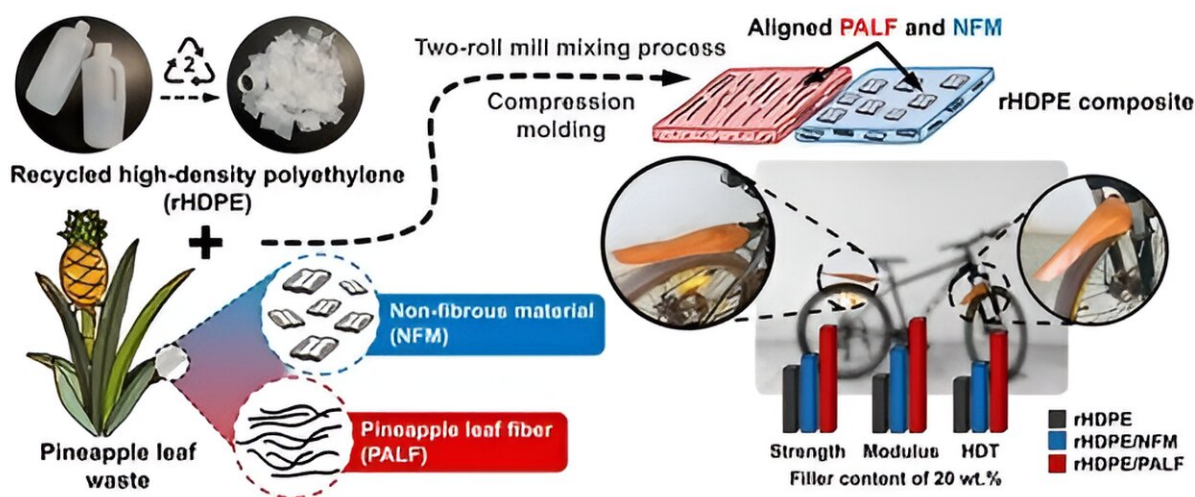 2
Recycled high-density polyethylene
(rHDPE)
+
Two-roll mill mixing process
Compression
molding
Aligned PALF and NFM
rHDPE composite
Non-fibrous material
(NFM)
Pineapple leaf fiber
(PALF)
Pineapple leaf
waste
Strength Modulus HDT
Filler content of 20 wt.%
rHDPE
rHDPE/NFM
rHDPE/PALF